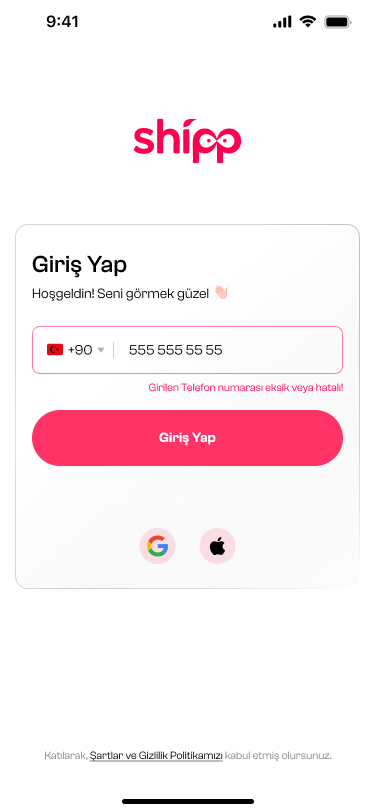 9:41
shipp
Giriş Yap
Hoşgeldin! Seni görmek güzel 👋🏻
+90 555 555 55 55
Girilen Telefon numarası eksik veya hatalı!
Giriş Yap
Katılarak, Şartlar ve Gizlilik Politikamızı kabul etmiş olursunuz.